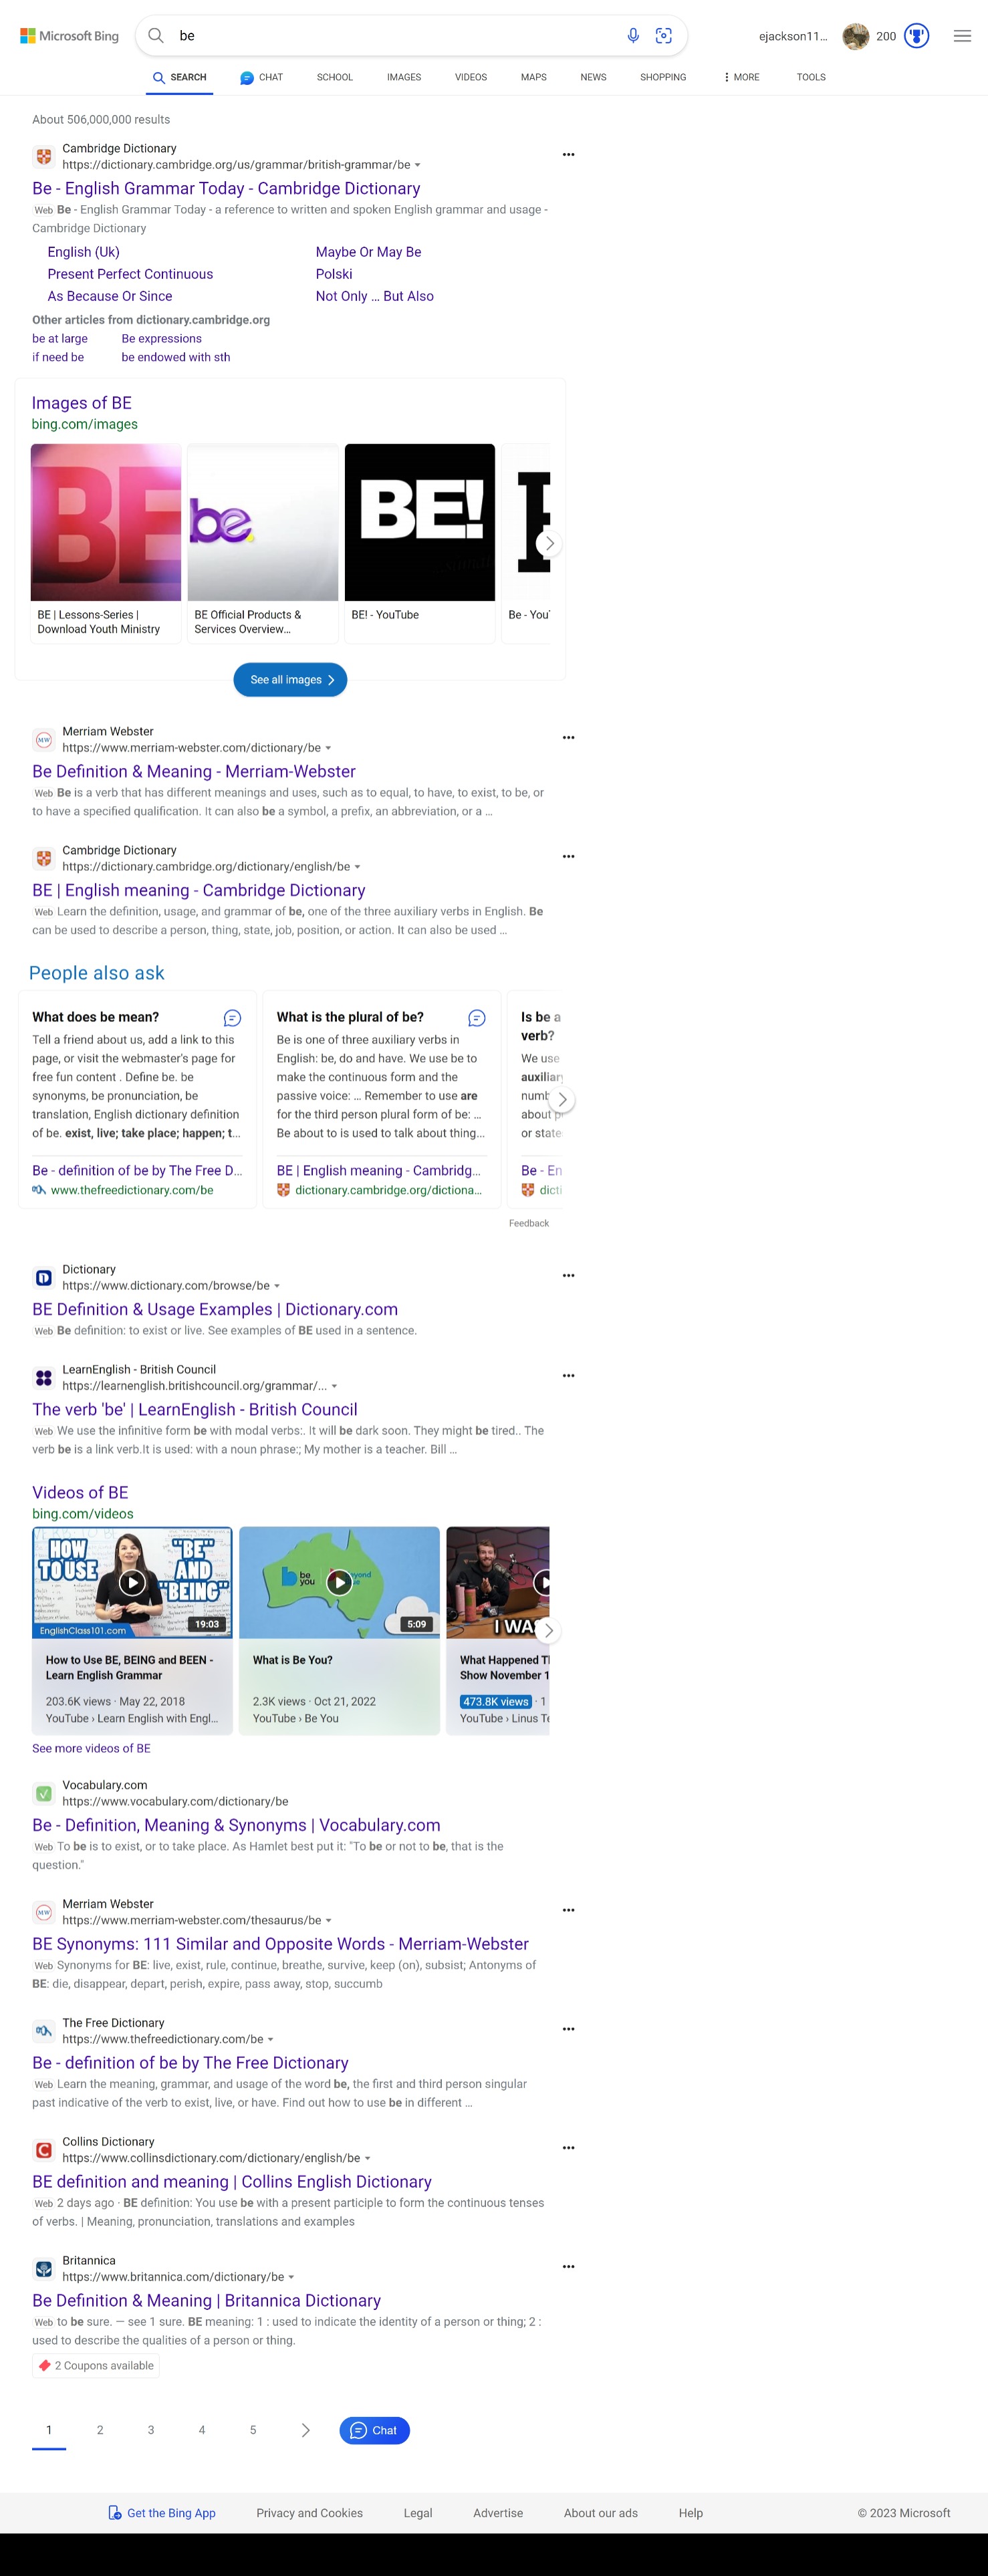 Microsoft Bing
be
ejackson11...
200
SEARCH
CHAT
SCHOOL
IMAGES
VIDEOS
MAPS
NEWS
SHOPPING
MORE
TOOLS
About 506,000,000 results
Cambridge Dictionary
https://dictionary.cambridge.org/us/grammar/british-grammar/be
Be - English Grammar Today - Cambridge Dictionary
Web Be - English Grammar Today - a reference to written and spoken English grammar and usage -
Cambridge Dictionary
English (Uk) Maybe Or May Be
Present Perfect Continuous Polski
As Because Or Since Not Only … But Also
Other articles from dictionary.cambridge.org
be at large Be expressions
if need be be endowed with sth
Images of BE
bing.com/images
BE
be.
BE!
BE | Lessons-Series |
Download Youth Ministry
BE Official Products &
Services Overview…
BE! - YouTube
Be - You
See all images
MW
Merriam Webster
https://www.merriam-webster.com/dictionary/be
Be Definition & Meaning - Merriam-Webster
Web Be is a verb that has different meanings and uses, such as to equal, to have, to exist, to be, or
to have a specified qualification. It can also be a symbol, a prefix, an abbreviation, or a …
Cambridge Dictionary
https://dictionary.cambridge.org/dictionary/english/be
BE | English meaning - Cambridge Dictionary
Web Learn the definition, usage, and grammar of be, one of the three auxiliary verbs in English. Be
can be used to describe a person, thing, state, job, position, or action. It can also be used …
People also ask
What does be mean?
Tell a friend about us, add a link to this
page, or visit the webmaster's page for
free fun content . Define be. be
synonyms, be pronunciation, be
translation, English dictionary definition
of be. exist, live; take place; happen; t...
Be - definition of be by The Free D...
www.thefreedictionary.com/be
What is the plural of be?
Be is one of three auxiliary verbs in
English: be, do and have. We use be to
make the continuous form and the
passive voice: … Remember to use are
for the third person plural form of be: …
Be about to is used to talk about thing...
BE | English meaning - Cambridg...
dictionary.cambridge.org/dictiona...
Is be a
verb?
We use
auxiliar
numb
about p
or state
Be - En
dicti
Feedback
Dictionary
https://www.dictionary.com/browse/be
BE Definition & Usage Examples | Dictionary.com
Web Be definition: to exist or live. See examples of BE used in a sentence.
LearnEnglish - British Council
https://learnenglish.britishcouncil.org/grammar/...
The verb 'be' | LearnEnglish - British Council
Web We use the infinitive form be with modal verbs:. It will be dark soon. They might be tired.. The
verb be is a link verb.It is used: with a noun phrase:; My mother is a teacher. Bill …
Videos of BE
bing.com/videos
HOW
TO USE
"BE"
AND
"BEING"
EnglishClass101.com
19:03
be
you
5:09
I WA
How to Use BE, BEING and BEEN -
Learn English Grammar
203.6K views · May 22, 2018
YouTube › Learn English with Engl...
What is Be You?
2.3K views · Oct 21, 2022
YouTube › Be You
What Happened T
Show November 1
473.8K views · 1
YouTube › Linus Te
See more videos of BE
Vocabulary.com
https://www.vocabulary.com/dictionary/be
Be - Definition, Meaning & Synonyms | Vocabulary.com
Web To be is to exist, or to take place. As Hamlet best put it: "To be or not to be, that is the
question."
MW
Merriam Webster
https://www.merriam-webster.com/thesaurus/be
BE Synonyms: 111 Similar and Opposite Words - Merriam-Webster
Web Synonyms for BE: live, exist, rule, continue, breathe, survive, keep (on), subsist; Antonyms of
BE: die, disappear, depart, perish, expire, pass away, stop, succumb
The Free Dictionary
https://www.thefreedictionary.com/be
Be - definition of be by The Free Dictionary
Web Learn the meaning, grammar, and usage of the word be, the first and third person singular
past indicative of the verb to exist, live, or have. Find out how to use be in different …
Collins Dictionary
https://www.collinsdictionary.com/dictionary/english/be
BE definition and meaning | Collins English Dictionary
Web 2 days ago · BE definition: You use be with a present participle to form the continuous tenses
of verbs. | Meaning, pronunciation, translations and examples
Britannica
https://www.britannica.com/dictionary/be
Be Definition & Meaning | Britannica Dictionary
Web to be sure. — see 1 sure. BE meaning: 1 : used to indicate the identity of a person or thing; 2 :
used to describe the qualities of a person or thing.
2 Coupons available
1 2 3 4 5 Chat
Get the Bing App Privacy and Cookies Legal Advertise About our ads Help © 2023 Microsoft